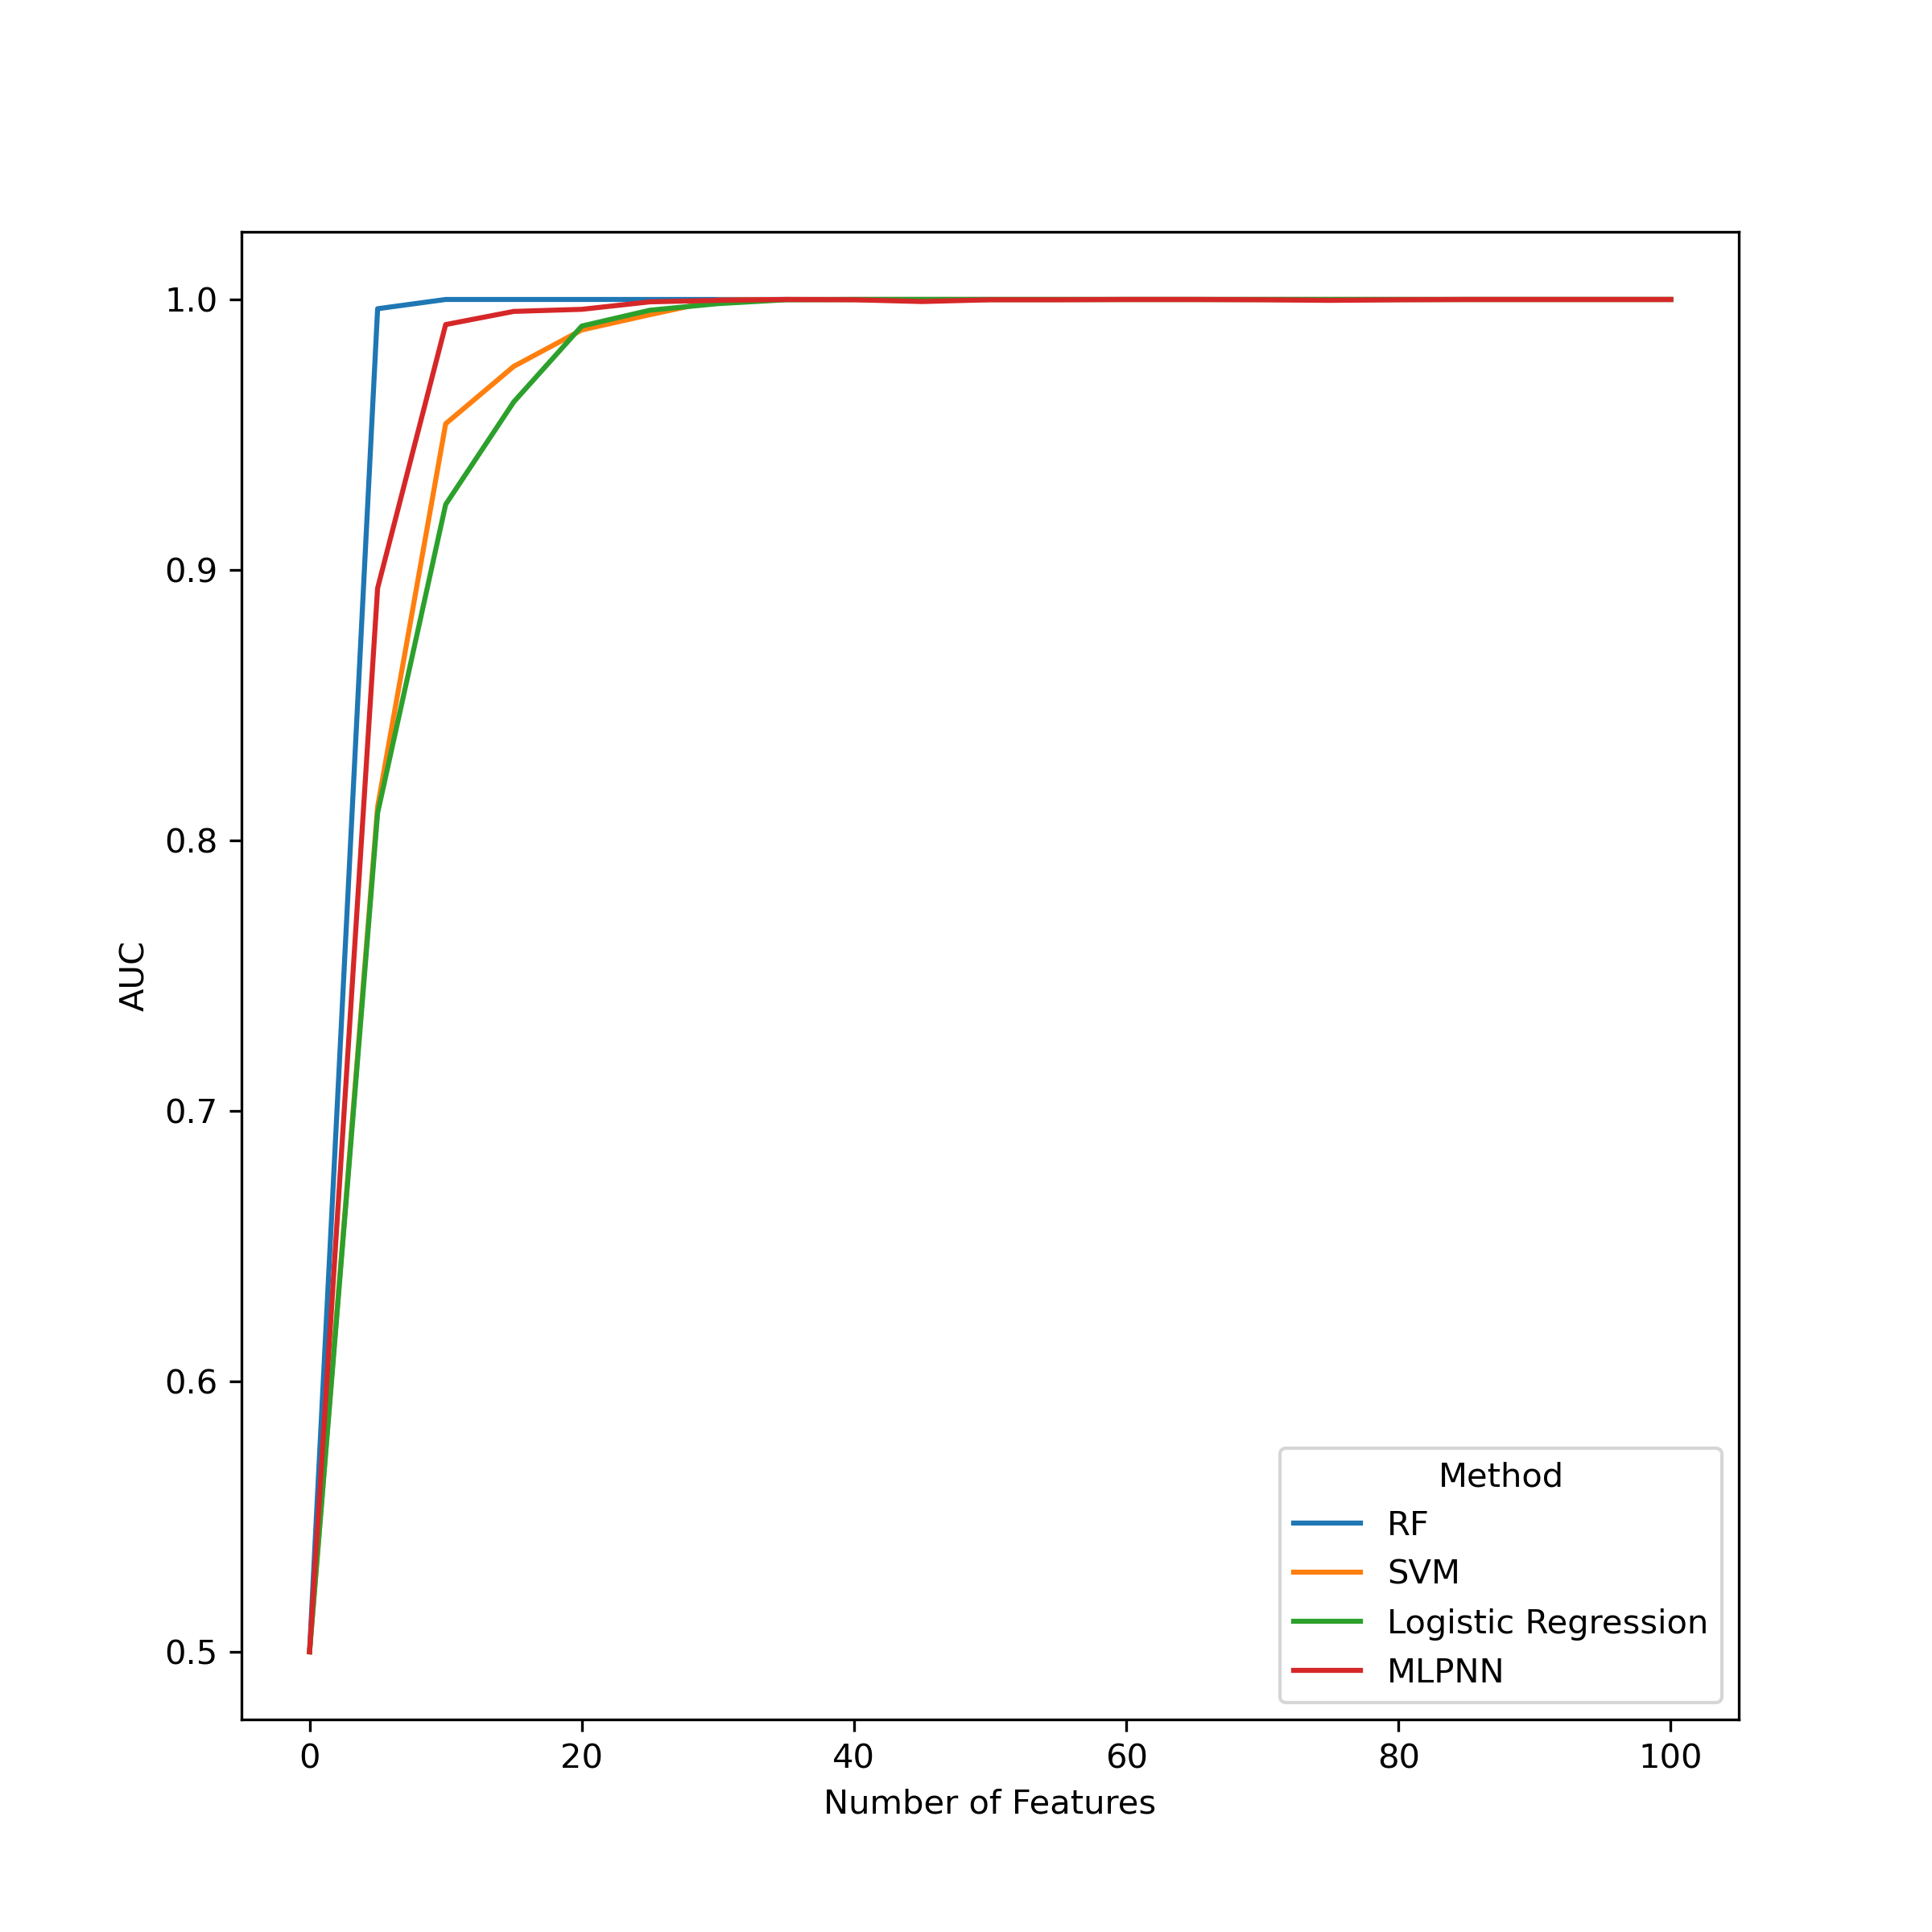 1.0
0.9
0.8
0.7
0.6
0.5
AUC
0 20 40 60 80 100
Number of Features
Method
RF
SVM
Logistic Regression
MLPNN